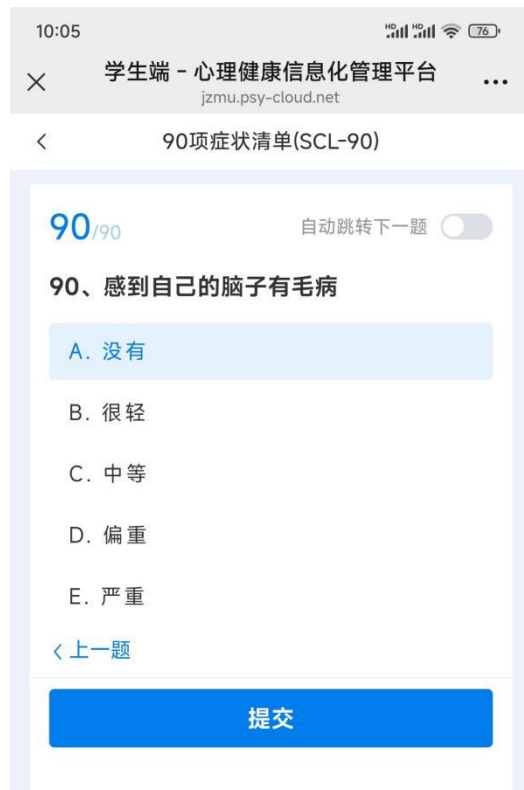 10:05
HD HD 76
学生端 - 心理健康信息化管理平台
jzmu.psy-cloud.net
90项症状清单(SCL-90)
90/90
自动跳转下一题
90、感到自己的脑子有毛病
A. 没有
B. 很轻
C. 中等
D. 偏重
E. 严重
上一题
提交